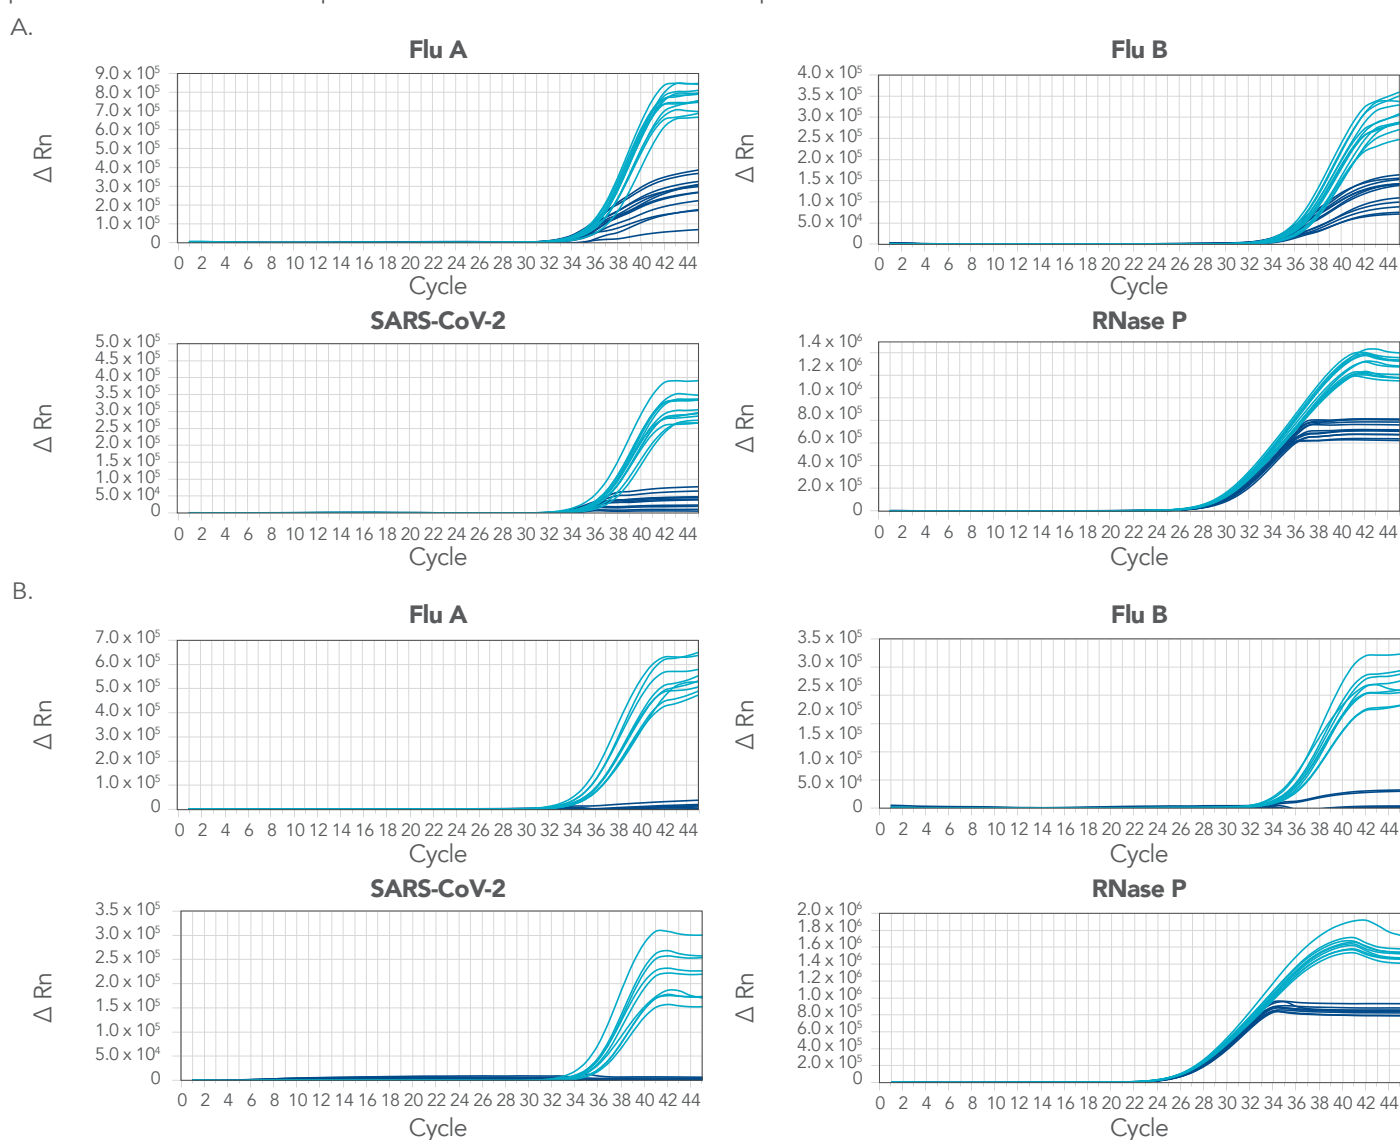 A.
Flu A
9.0 x 10⁵
8.0 x 10⁵
7.0 x 10⁵
6.0 x 10⁵
5.0 x 10⁵
4.0 x 10⁵
3.0 x 10⁵
2.0 x 10⁵
1.0 x 10⁵
0
Δ Rn
0 2 4 6 8 10 12 14 16 18 20 22 24 26 28 30 32 34 36 38 40 42 44
Cycle
Flu B
4.0 x 10⁵
3.5 x 10⁵
3.0 x 10⁵
2.5 x 10⁵
2.0 x 10⁵
1.5 x 10⁵
1.0 x 10⁵
5.0 x 10⁴
0
Δ Rn
0 2 4 6 8 10 12 14 16 18 20 22 24 26 28 30 32 34 36 38 40 42 44
Cycle
SARS-CoV-2
5.0 x 10⁵
4.5 x 10⁵
4.0 x 10⁵
3.5 x 10⁵
3.0 x 10⁵
2.5 x 10⁵
2.0 x 10⁵
1.5 x 10⁵
1.0 x 10⁵
5.0 x 10⁴
0
Δ Rn
0 2 4 6 8 10 12 14 16 18 20 22 24 26 28 30 32 34 36 38 40 42 44
Cycle
RNase P
1.4 x 10⁶
1.2 x 10⁶
1.0 x 10⁶
8.0 x 10⁵
6.0 x 10⁵
4.0 x 10⁵
2.0 x 10⁵
0
Δ Rn
0 2 4 6 8 10 12 14 16 18 20 22 24 26 28 30 32 34 36 38 40 42 44
Cycle
B.
Flu A
7.0 x 10⁵
6.0 x 10⁵
5.0 x 10⁵
4.0 x 10⁵
3.0 x 10⁵
2.0 x 10⁵
1.0 x 10⁵
0
Δ Rn
0 2 4 6 8 10 12 14 16 18 20 22 24 26 28 30 32 34 36 38 40 42 44
Cycle
Flu B
3.5 x 10⁵
3.0 x 10⁵
2.5 x 10⁵
2.0 x 10⁵
1.0 x 10⁵
5.0 x 10⁴
0
Δ Rn
0 2 4 6 8 10 12 14 16 18 20 22 24 26 28 30 32 34 36 38 40 42 44
Cycle
SARS-CoV-2
3.5 x 10⁵
3.0 x 10⁵
2.5 x 10⁵
2.0 x 10⁵
1.5 x 10⁵
1.0 x 10⁵
5.0 x 10⁴
0
Δ Rn
0 2 4 6 8 10 12 14 16 18 20 22 24 26 28 30 32 34 36 38 40 42 44
Cycle
RNase P
2.0 x 10⁶
1.6 x 10⁶
1.4 x 10⁶
1.2 x 10⁶
1.0 x 10⁶
8.0 x 10⁵
6.0 x 10⁵
4.0 x 10⁵
2.0 x 10⁵
0
Δ Rn
0 2 4 6 8 10 12 14 16 18 20 22 24 26 28 30 32 34 36 38 40 42 44
Cycle